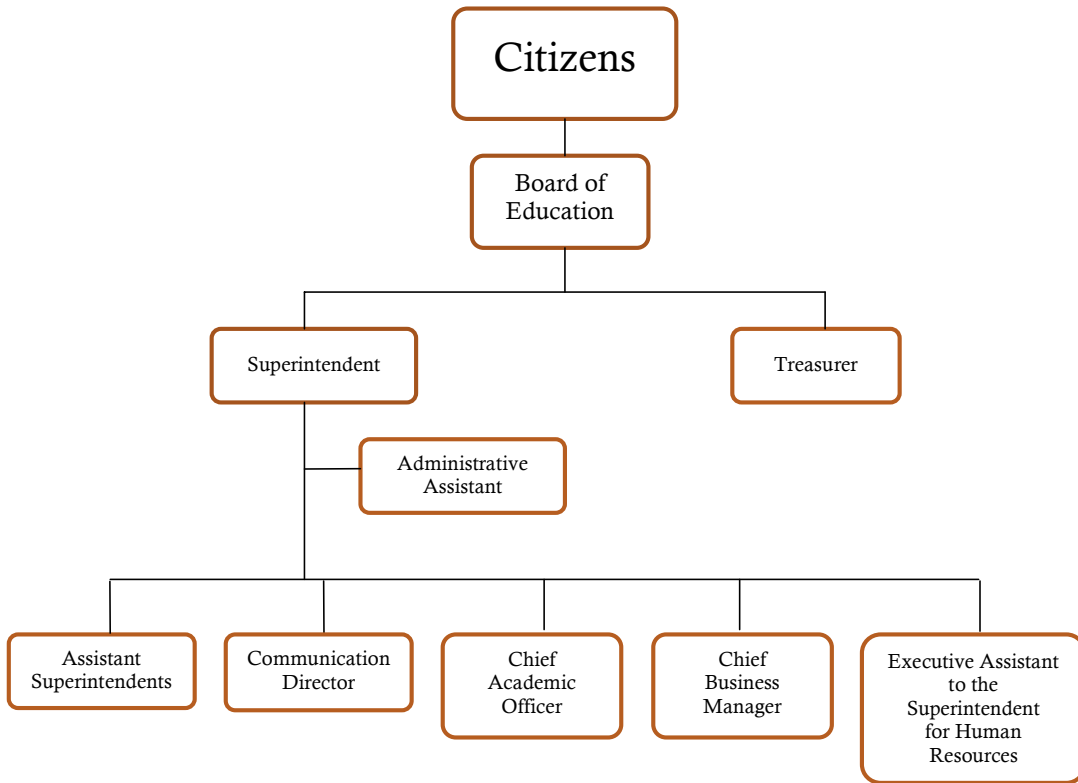 Citizens
Board of
Education
Superintendent
Treasurer
Administrative
Assistant
Assistant
Superintendents
Communication
Director
Chief
Academic
Officer
Chief
Business
Manager
Executive Assistant
to the
Superintendent
for Human
Resources